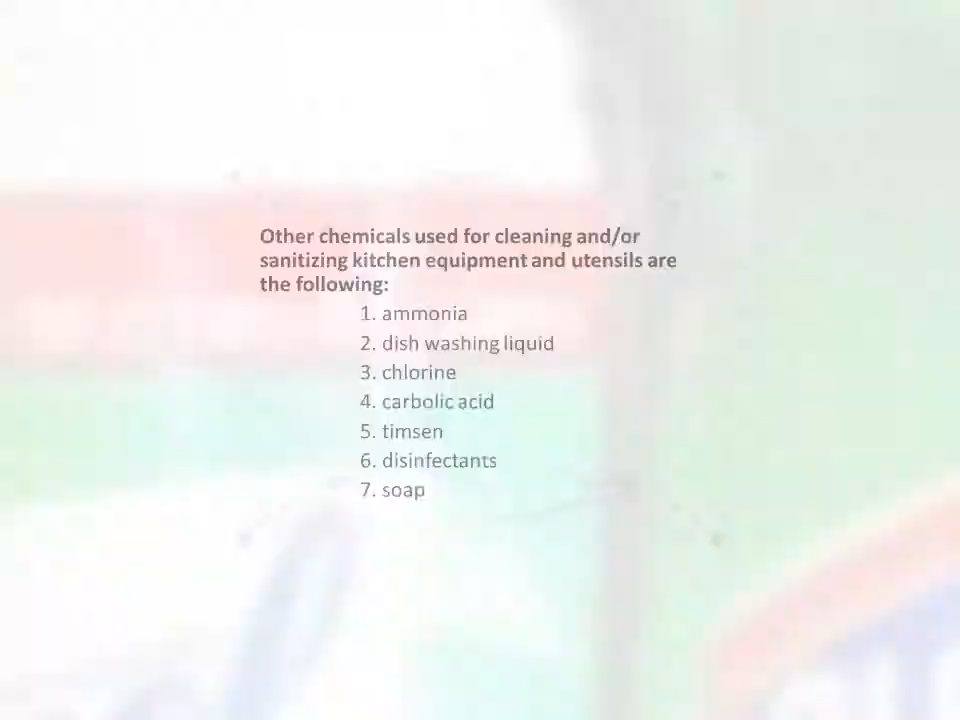 Other chemicals used for cleaning and/or
sanitizing kitchen equipment and utensils are
the following:
1. ammonia
2. dish washing liquid
3. chlorine
4. carbolic acid
5. timsen
6. disinfectants
7. soap